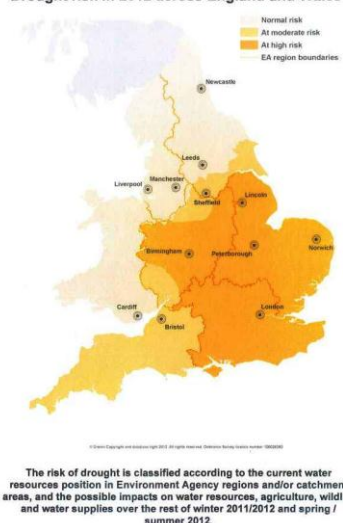 Normal risk
At moderate risk
At high risk
EA region boundaries
Newcastle
Leeds
Manchester
Liverpool
Sheffield
Lincoln
Birmingham
Peterborough
Norwich
Cardiff
London
Bristol
The risk of drought is classified according to the current water
resources position in Environment Agency regions and/or catchmen
areas, and the possible impacts on water resources, agriculture, wildl
and water supplies over the rest of winter 2011/2012 and spring /
summer 2012.